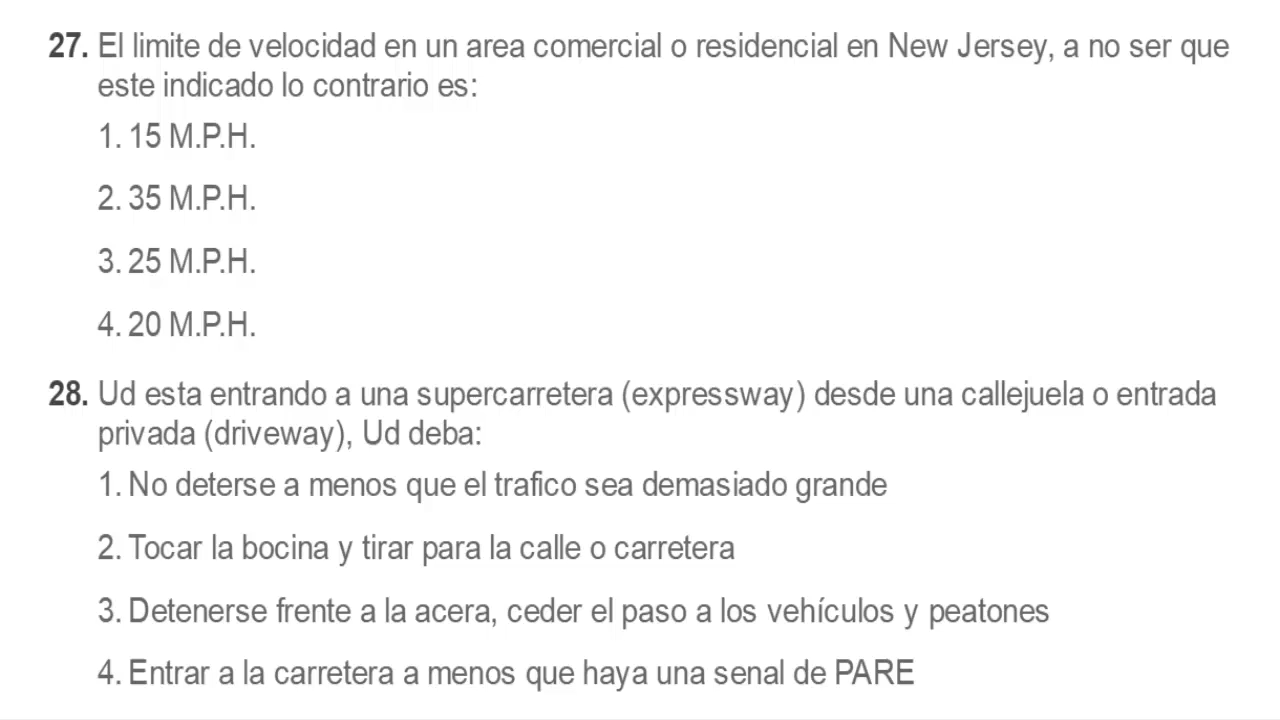 27. El limite de velocidad en un area comercial o residencial en New Jersey, a no ser que
este indicado lo contrario es:
1. 15 M.P.H.
2. 35 M.P.H.
3. 25 M.P.H.
4. 20 M.P.H.
28. Ud esta entrando a una supercarretera (expressway) desde una callejuela o entrada
privada (driveway), Ud deba:
1. No deterse a menos que el trafico sea demasiado grande
2. Tocar la bocina y tirar para la calle o carretera
3. Detenerse frente a la acera, ceder el paso a los vehículos y peatones
4. Entrar a la carretera a menos que haya una senal de PARE